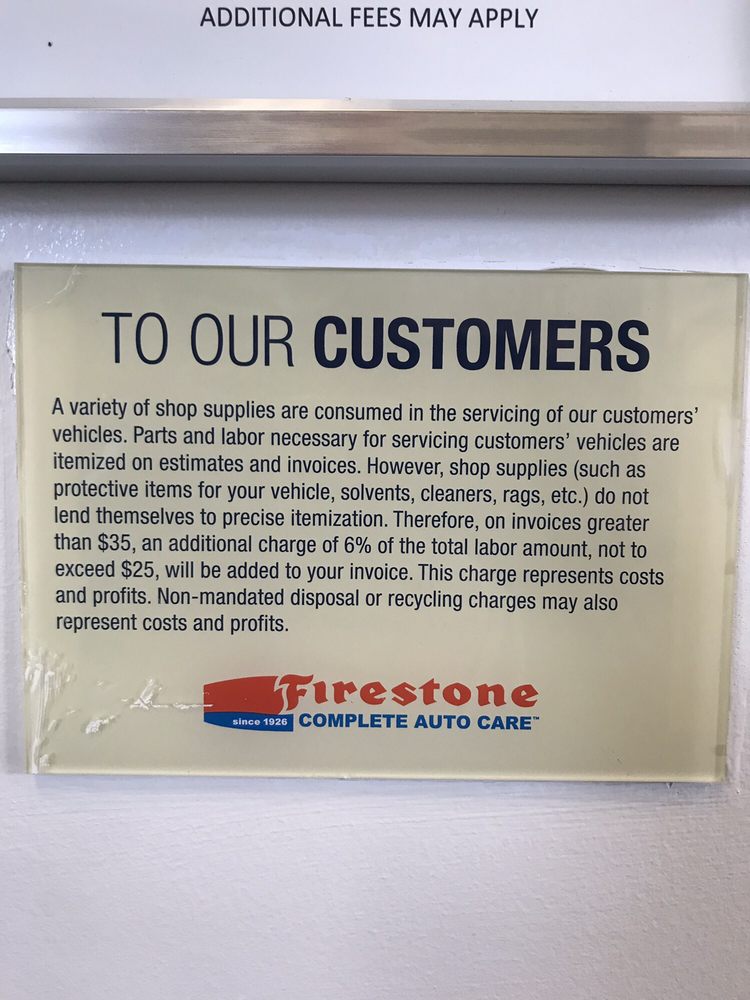 ADDITIONAL FEES MAY APPLY
TO OUR CUSTOMERS
A variety of shop supplies are consumed in the servicing of our customers'
vehicles. Parts and labor necessary for servicing customers' vehicles are
itemized on estimates and invoices. However, shop supplies (such as
protective items for your vehicle, solvents, cleaners, rags, etc.) do not
lend themselves to precise itemization. Therefore, on invoices greater
than $35, an additional charge of 6% of the total labor amount, not to
exceed $25, will be added to your invoice. This charge represents costs
and profits. Non-mandated disposal or recycling charges may also
represent costs and profits.
Firestone
since 1926 COMPLETE AUTO CARE™